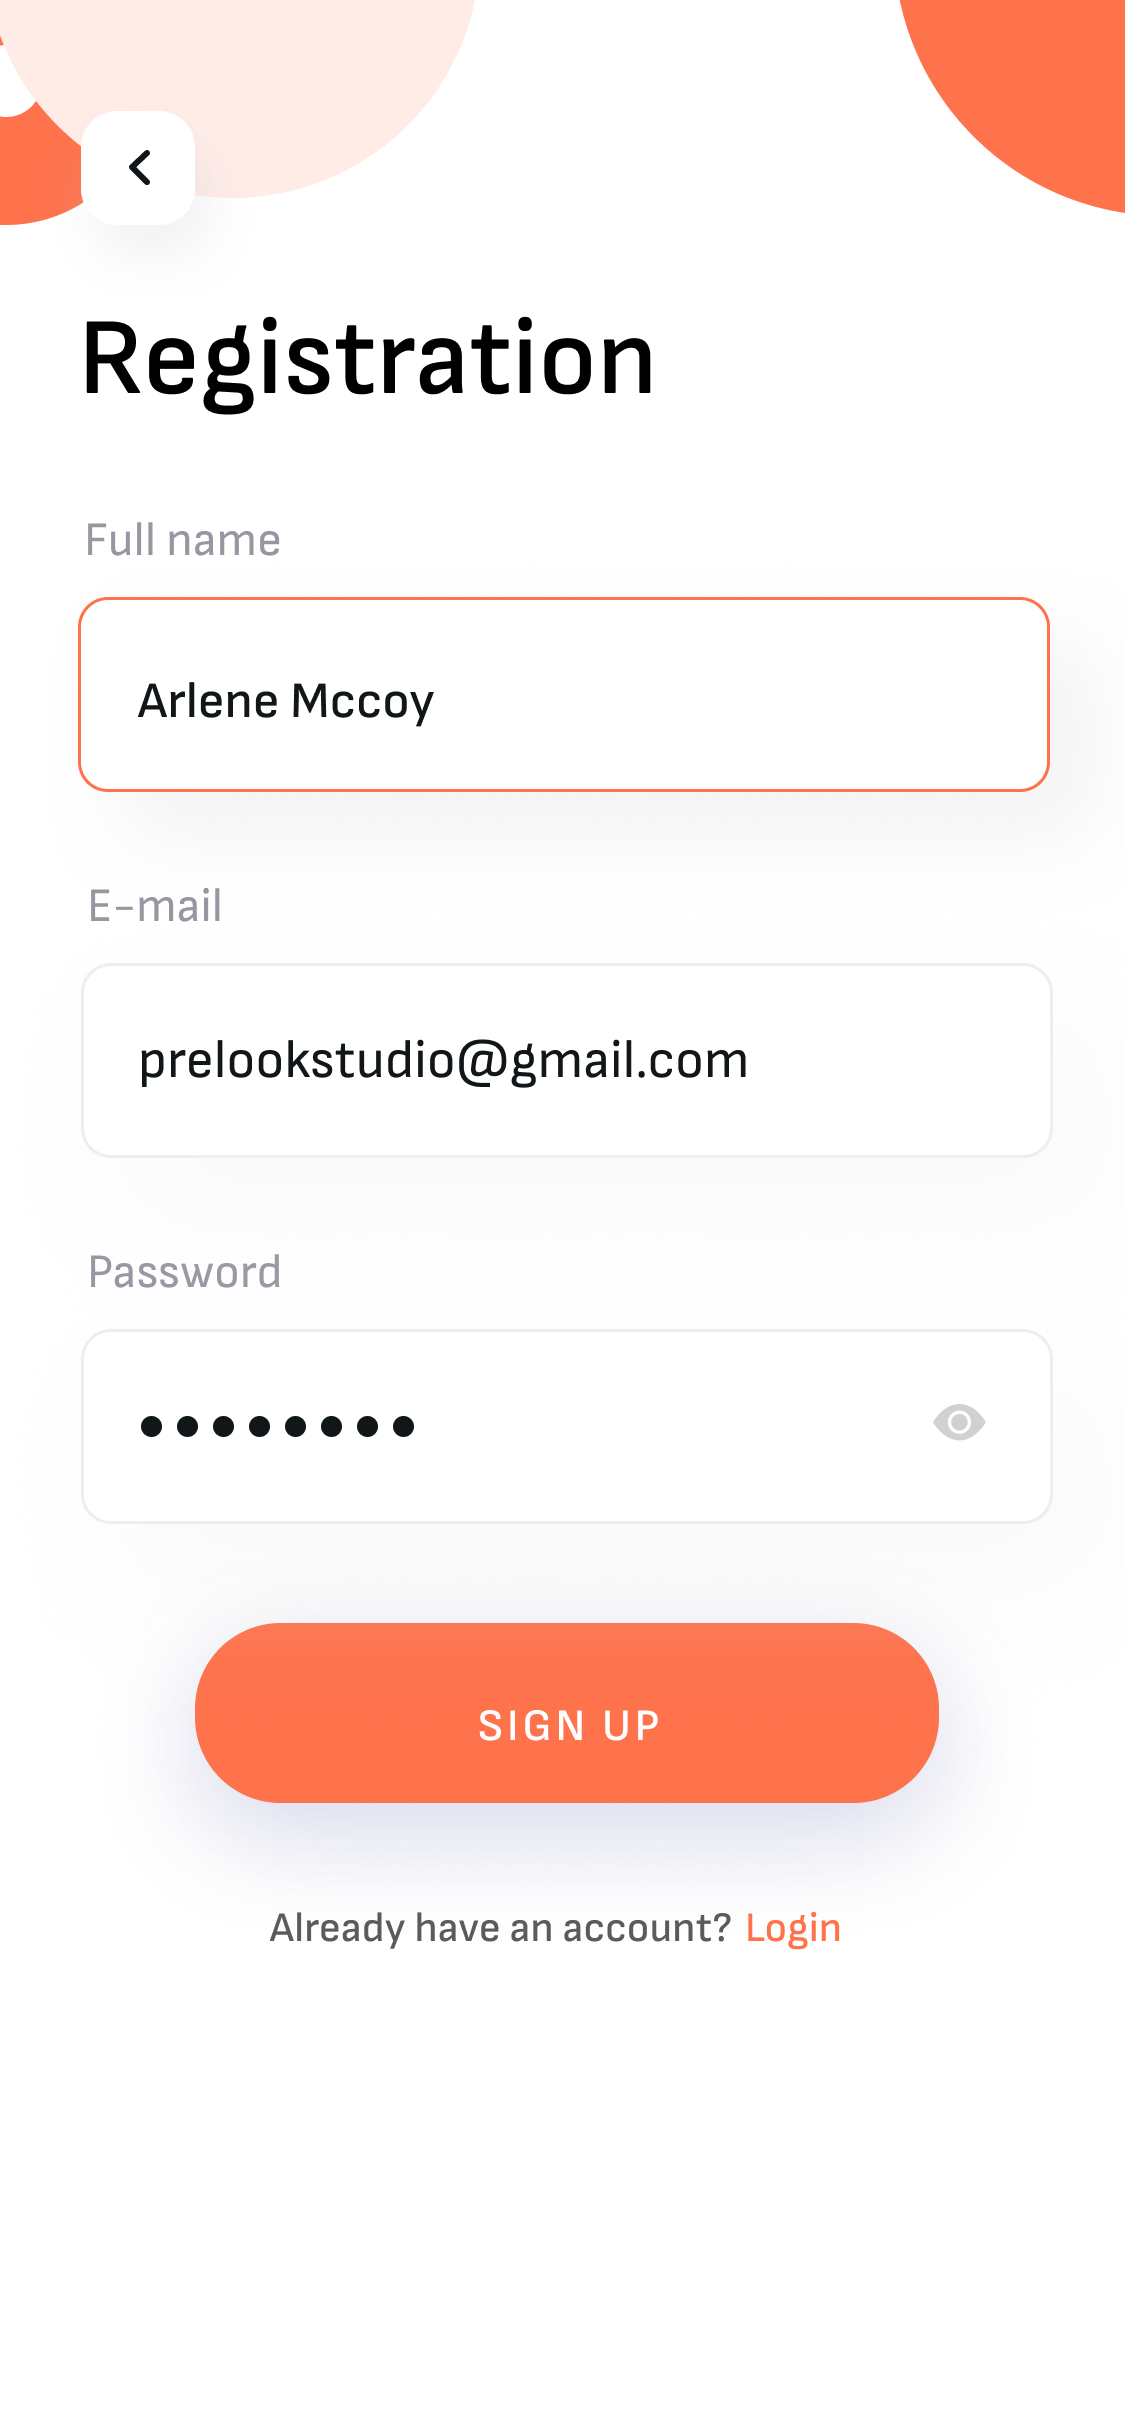 Registration
Full name
Arlene Mccoy
E-mail
prelookstudio@gmail.com
Password
SIGN UP
Already have an account? Login